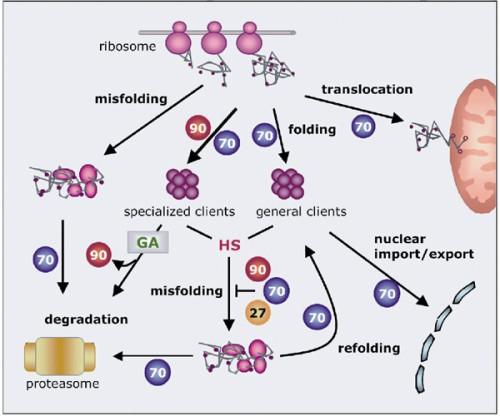 ribosome
misfolding
translocation
90
70
70
folding
70
specialized clients
general clients
GA
HS
nuclear
import/export
70
90
90
misfolding
70
70
27
70
degradation
refolding
70
proteasome